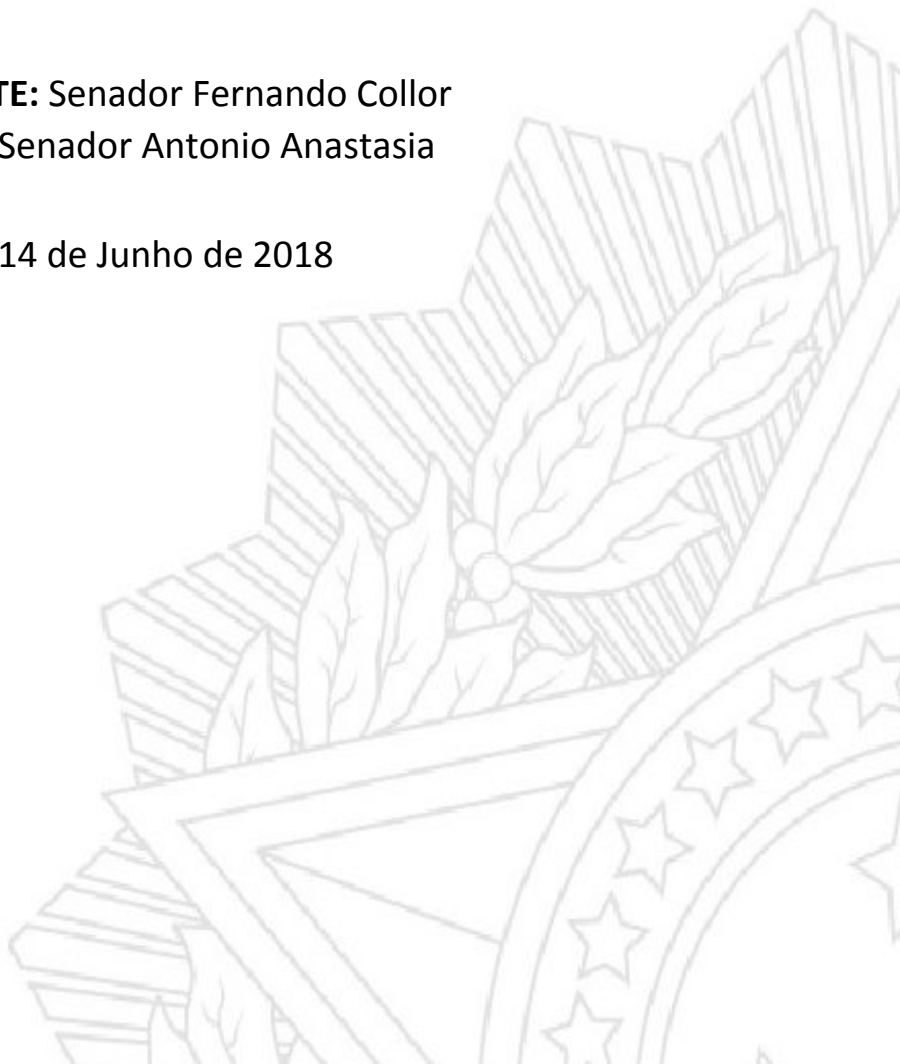 TE: Senador Fernando Collor
Senador Antonio Anastasia
14 de Junho de 2018